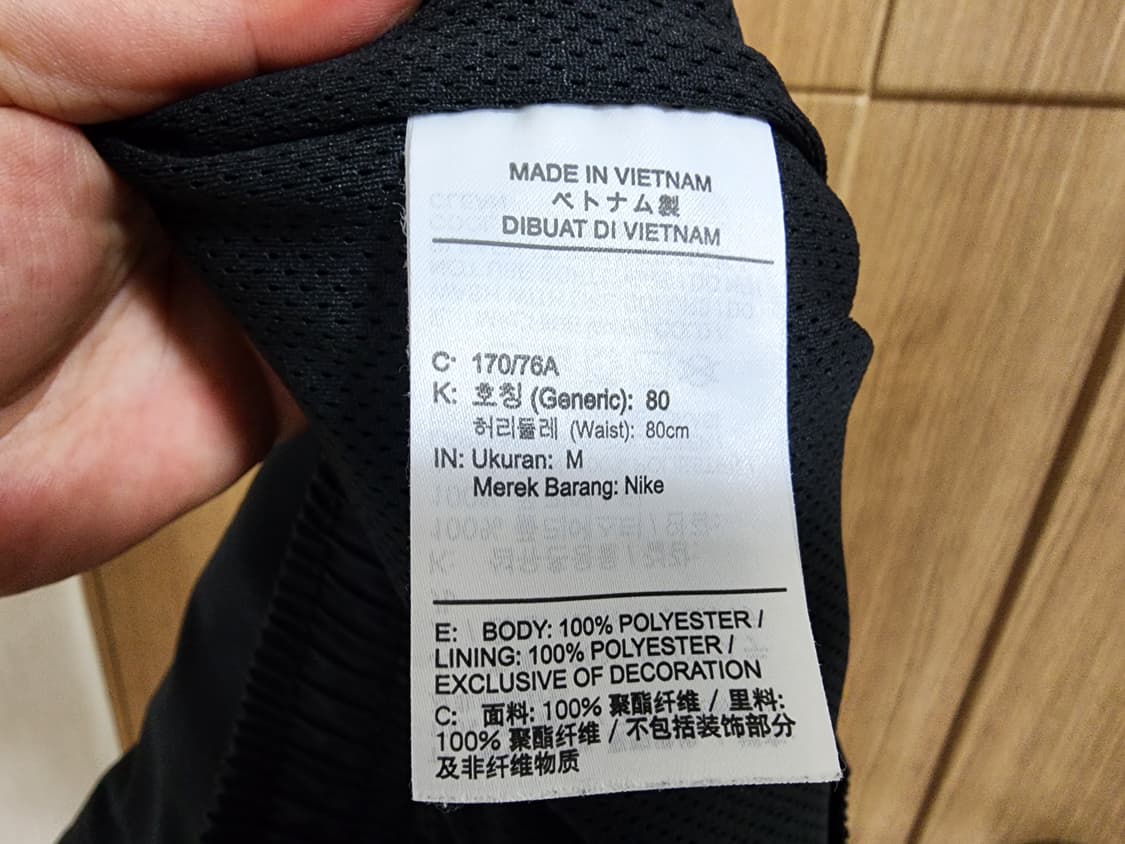 MADE IN VIETNAM
ベトナム製
DIBUAT DI VIETNAM
C: 170/76A
K: 호칭 (Generic): 80
허리둘레 (Waist): 80cm
IN: Ukuran: M
Merek Barang: Nike
E: BODY: 100% POLYESTER /
LINING: 100% POLYESTER /
EXCLUSIVE OF DECORATION
C: 面料: 100% 聚酯纤维 / 里料:
100% 聚酯纤维 / 不包括装饰部分
及非纤维物质